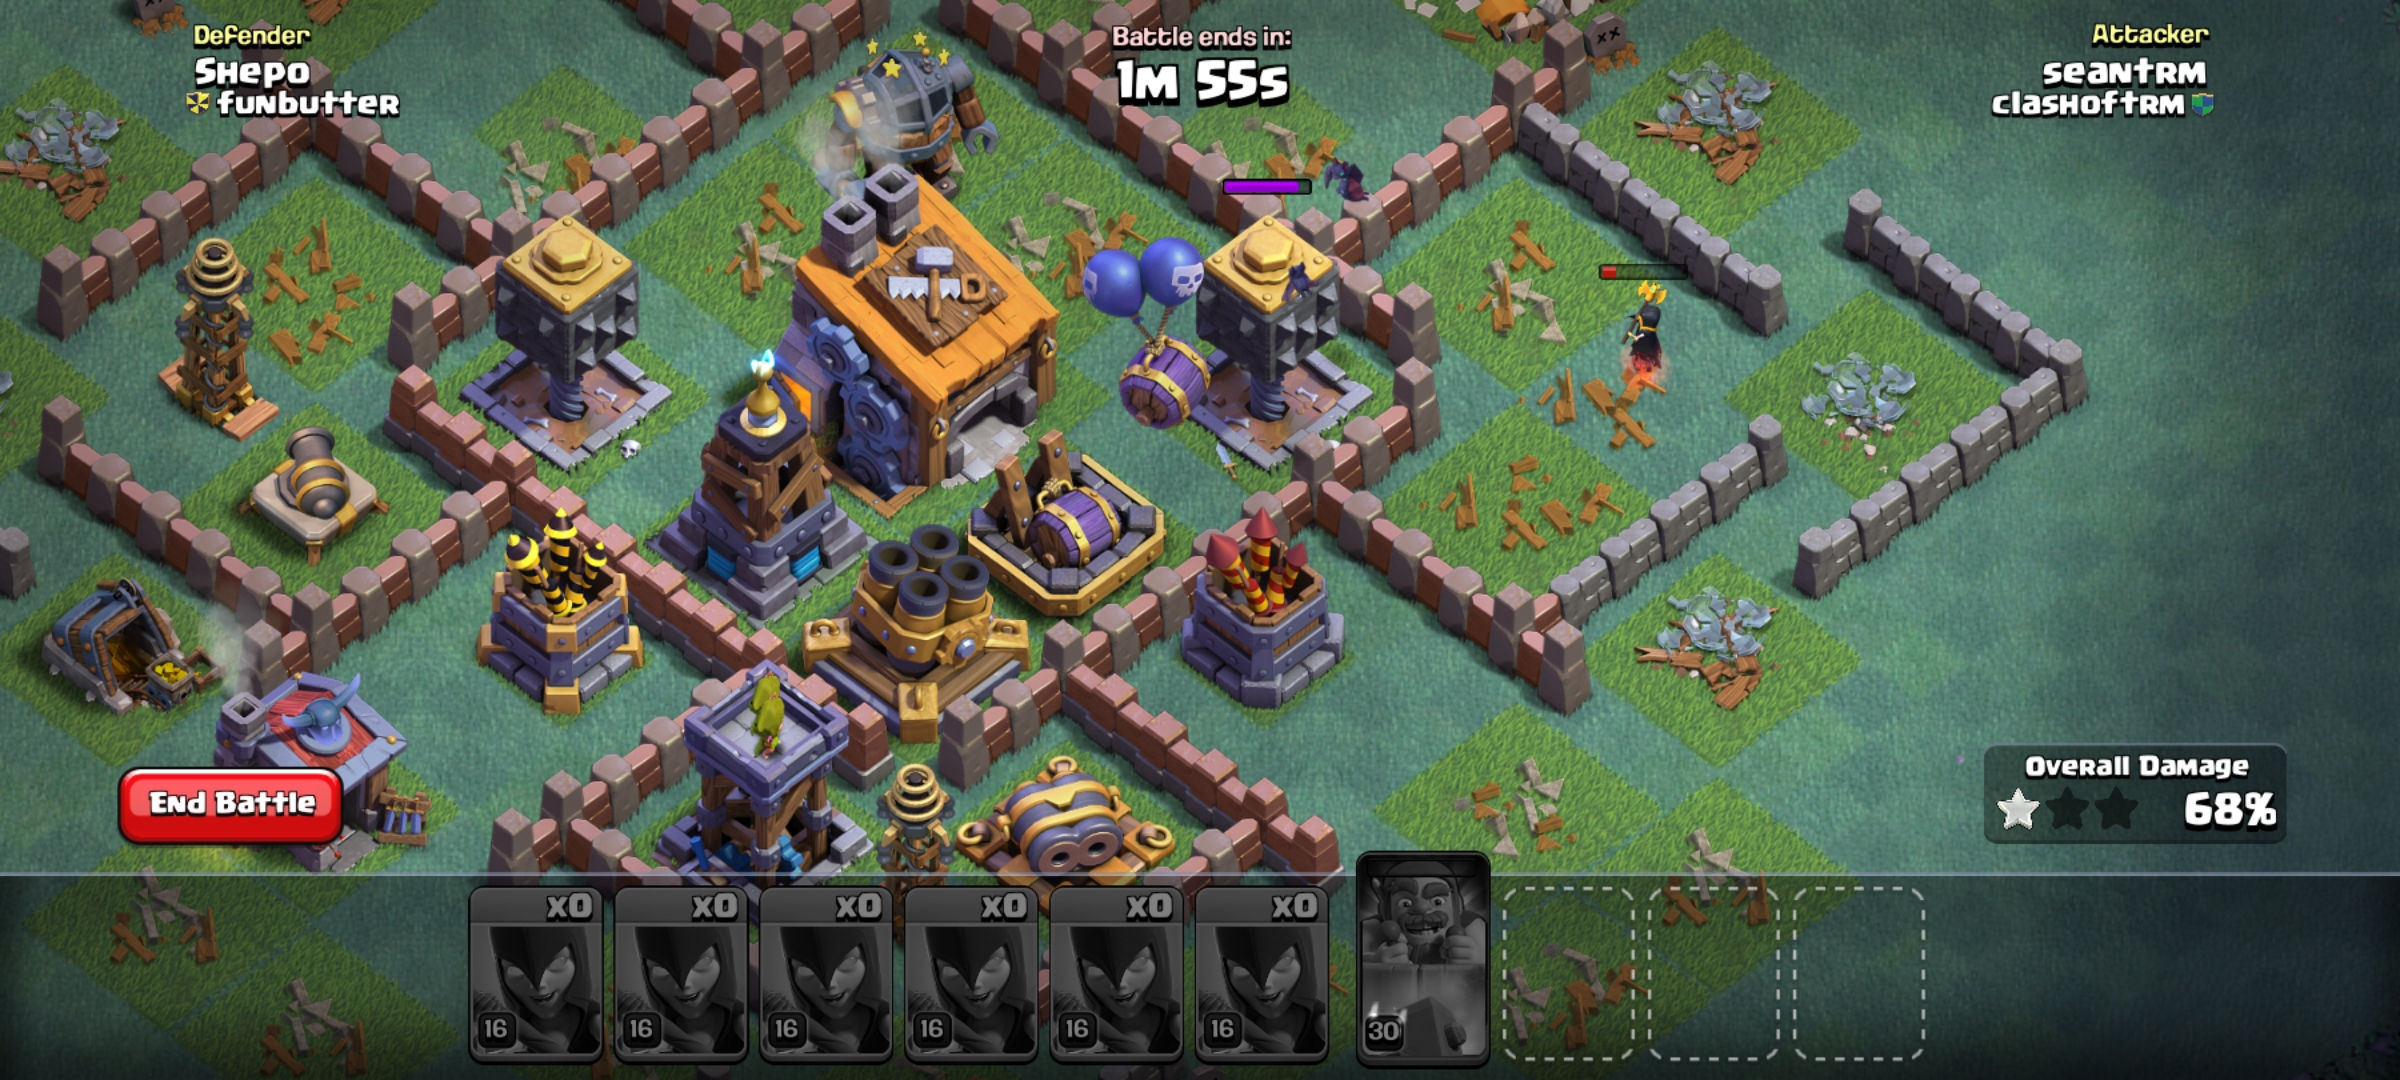 Defender
Shepo
funbutter
Battle ends in:
1m 55s
Attacker
seantrm
clashoftrm
End Battle
Overall Damage
68%
x0
x0
x0
x0
x0
x0
16
16
16
16
16
16
30